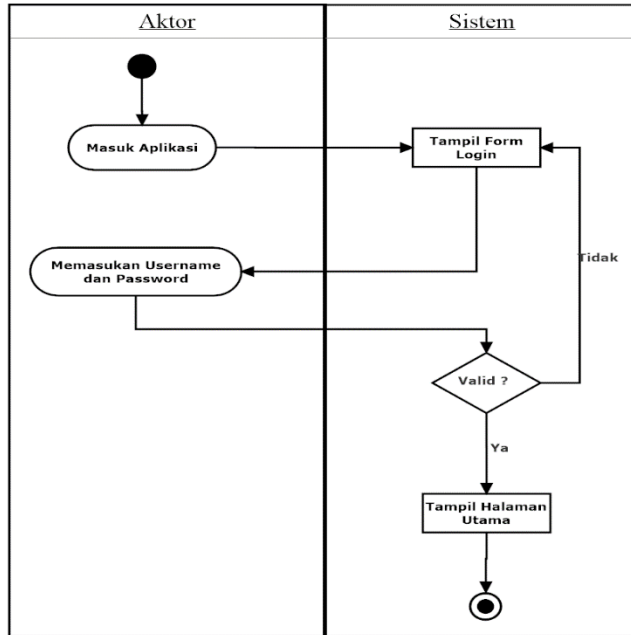 Aktor
Sistem
Masuk Aplikasi
Tampil Form
Login
Memasukan Username
dan Password
Tidak
Valid ?
Ya
Tampil Halaman
Utama